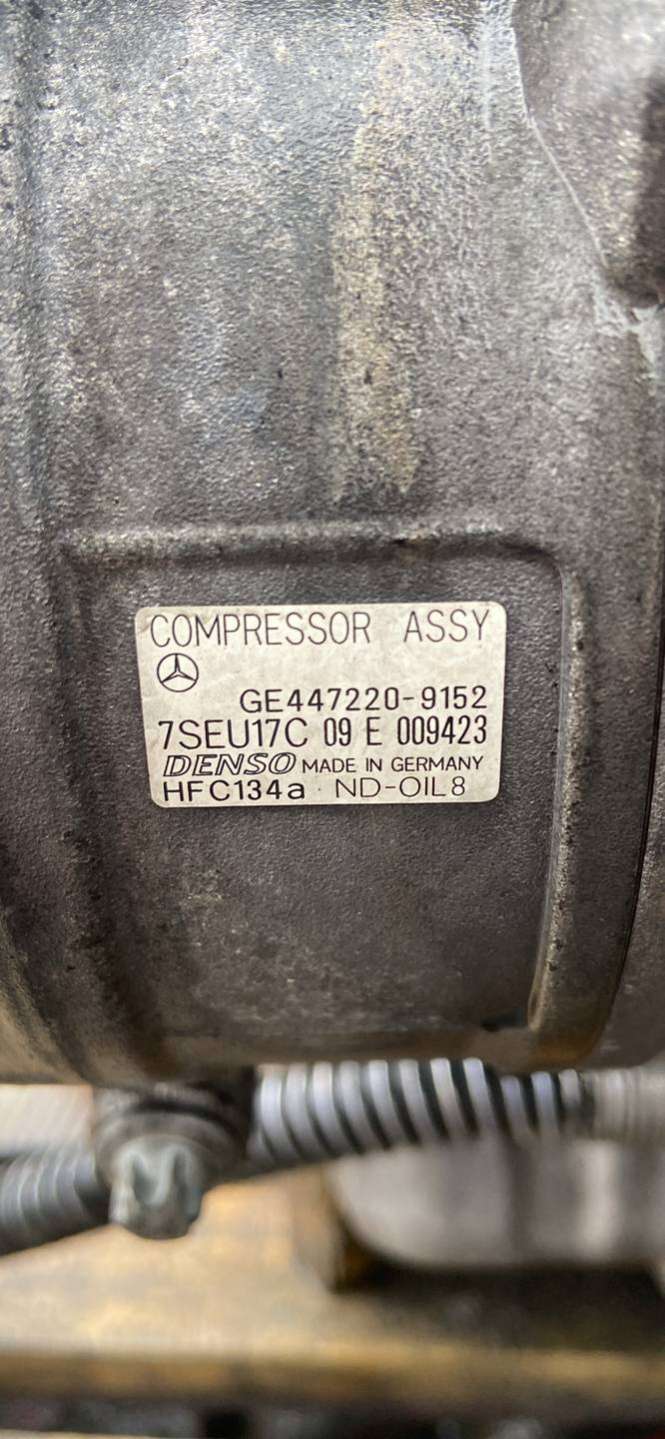 COMPRESSOR ASSY
GE447220-9152
7SEU17C 09 E 009423
DENSO MADE IN GERMANY
HFC134a · ND-OIL8